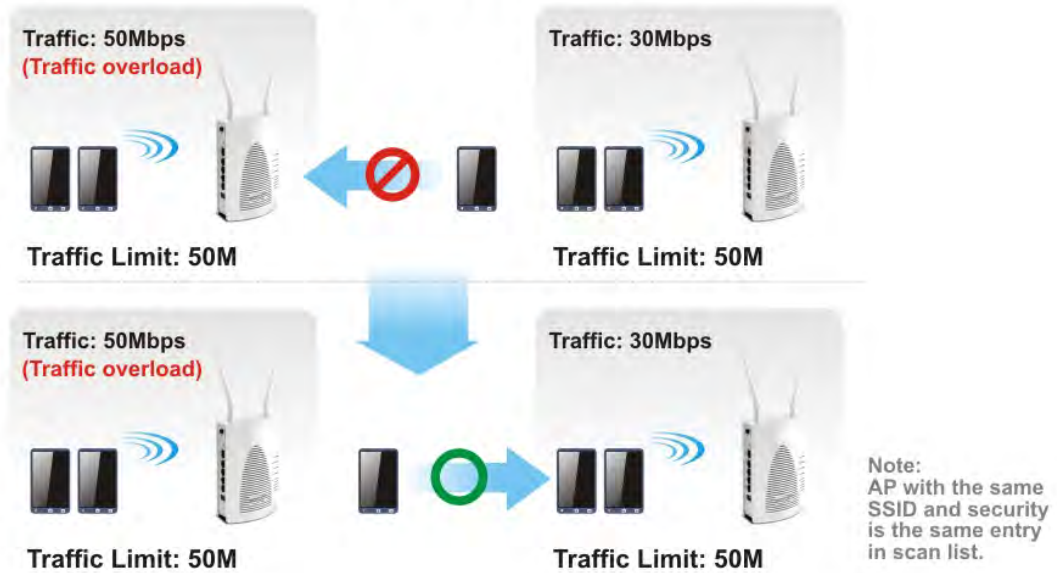 Traffic: 50Mbps
(Traffic overload)
Traffic: 30Mbps
Traffic Limit: 50M
Traffic Limit: 50M
Traffic: 50Mbps
(Traffic overload)
Traffic: 30Mbps
Traffic Limit: 50M
Traffic Limit: 50M
Note:
AP with the same
SSID and security
is the same entry
in scan list.